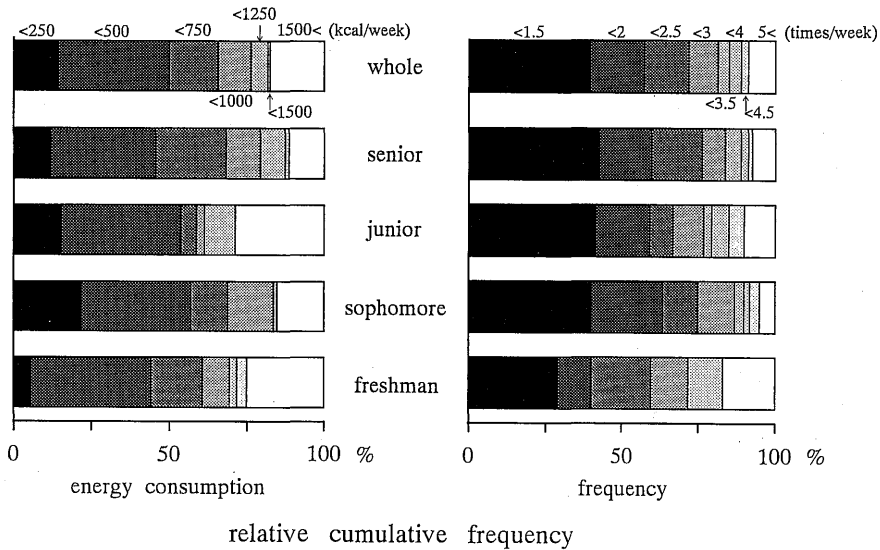 <1250
<250 <500 <750 1500< (kcal/week)
<1.5 <2 <2.5 <3 <4 5< (times/week)
whole
<1000
<1500
<3.5
<4.5
senior
junior
sophomore
freshman
0 50 100 %
0 50 100 %
energy consumption
frequency
relative cumulative frequency